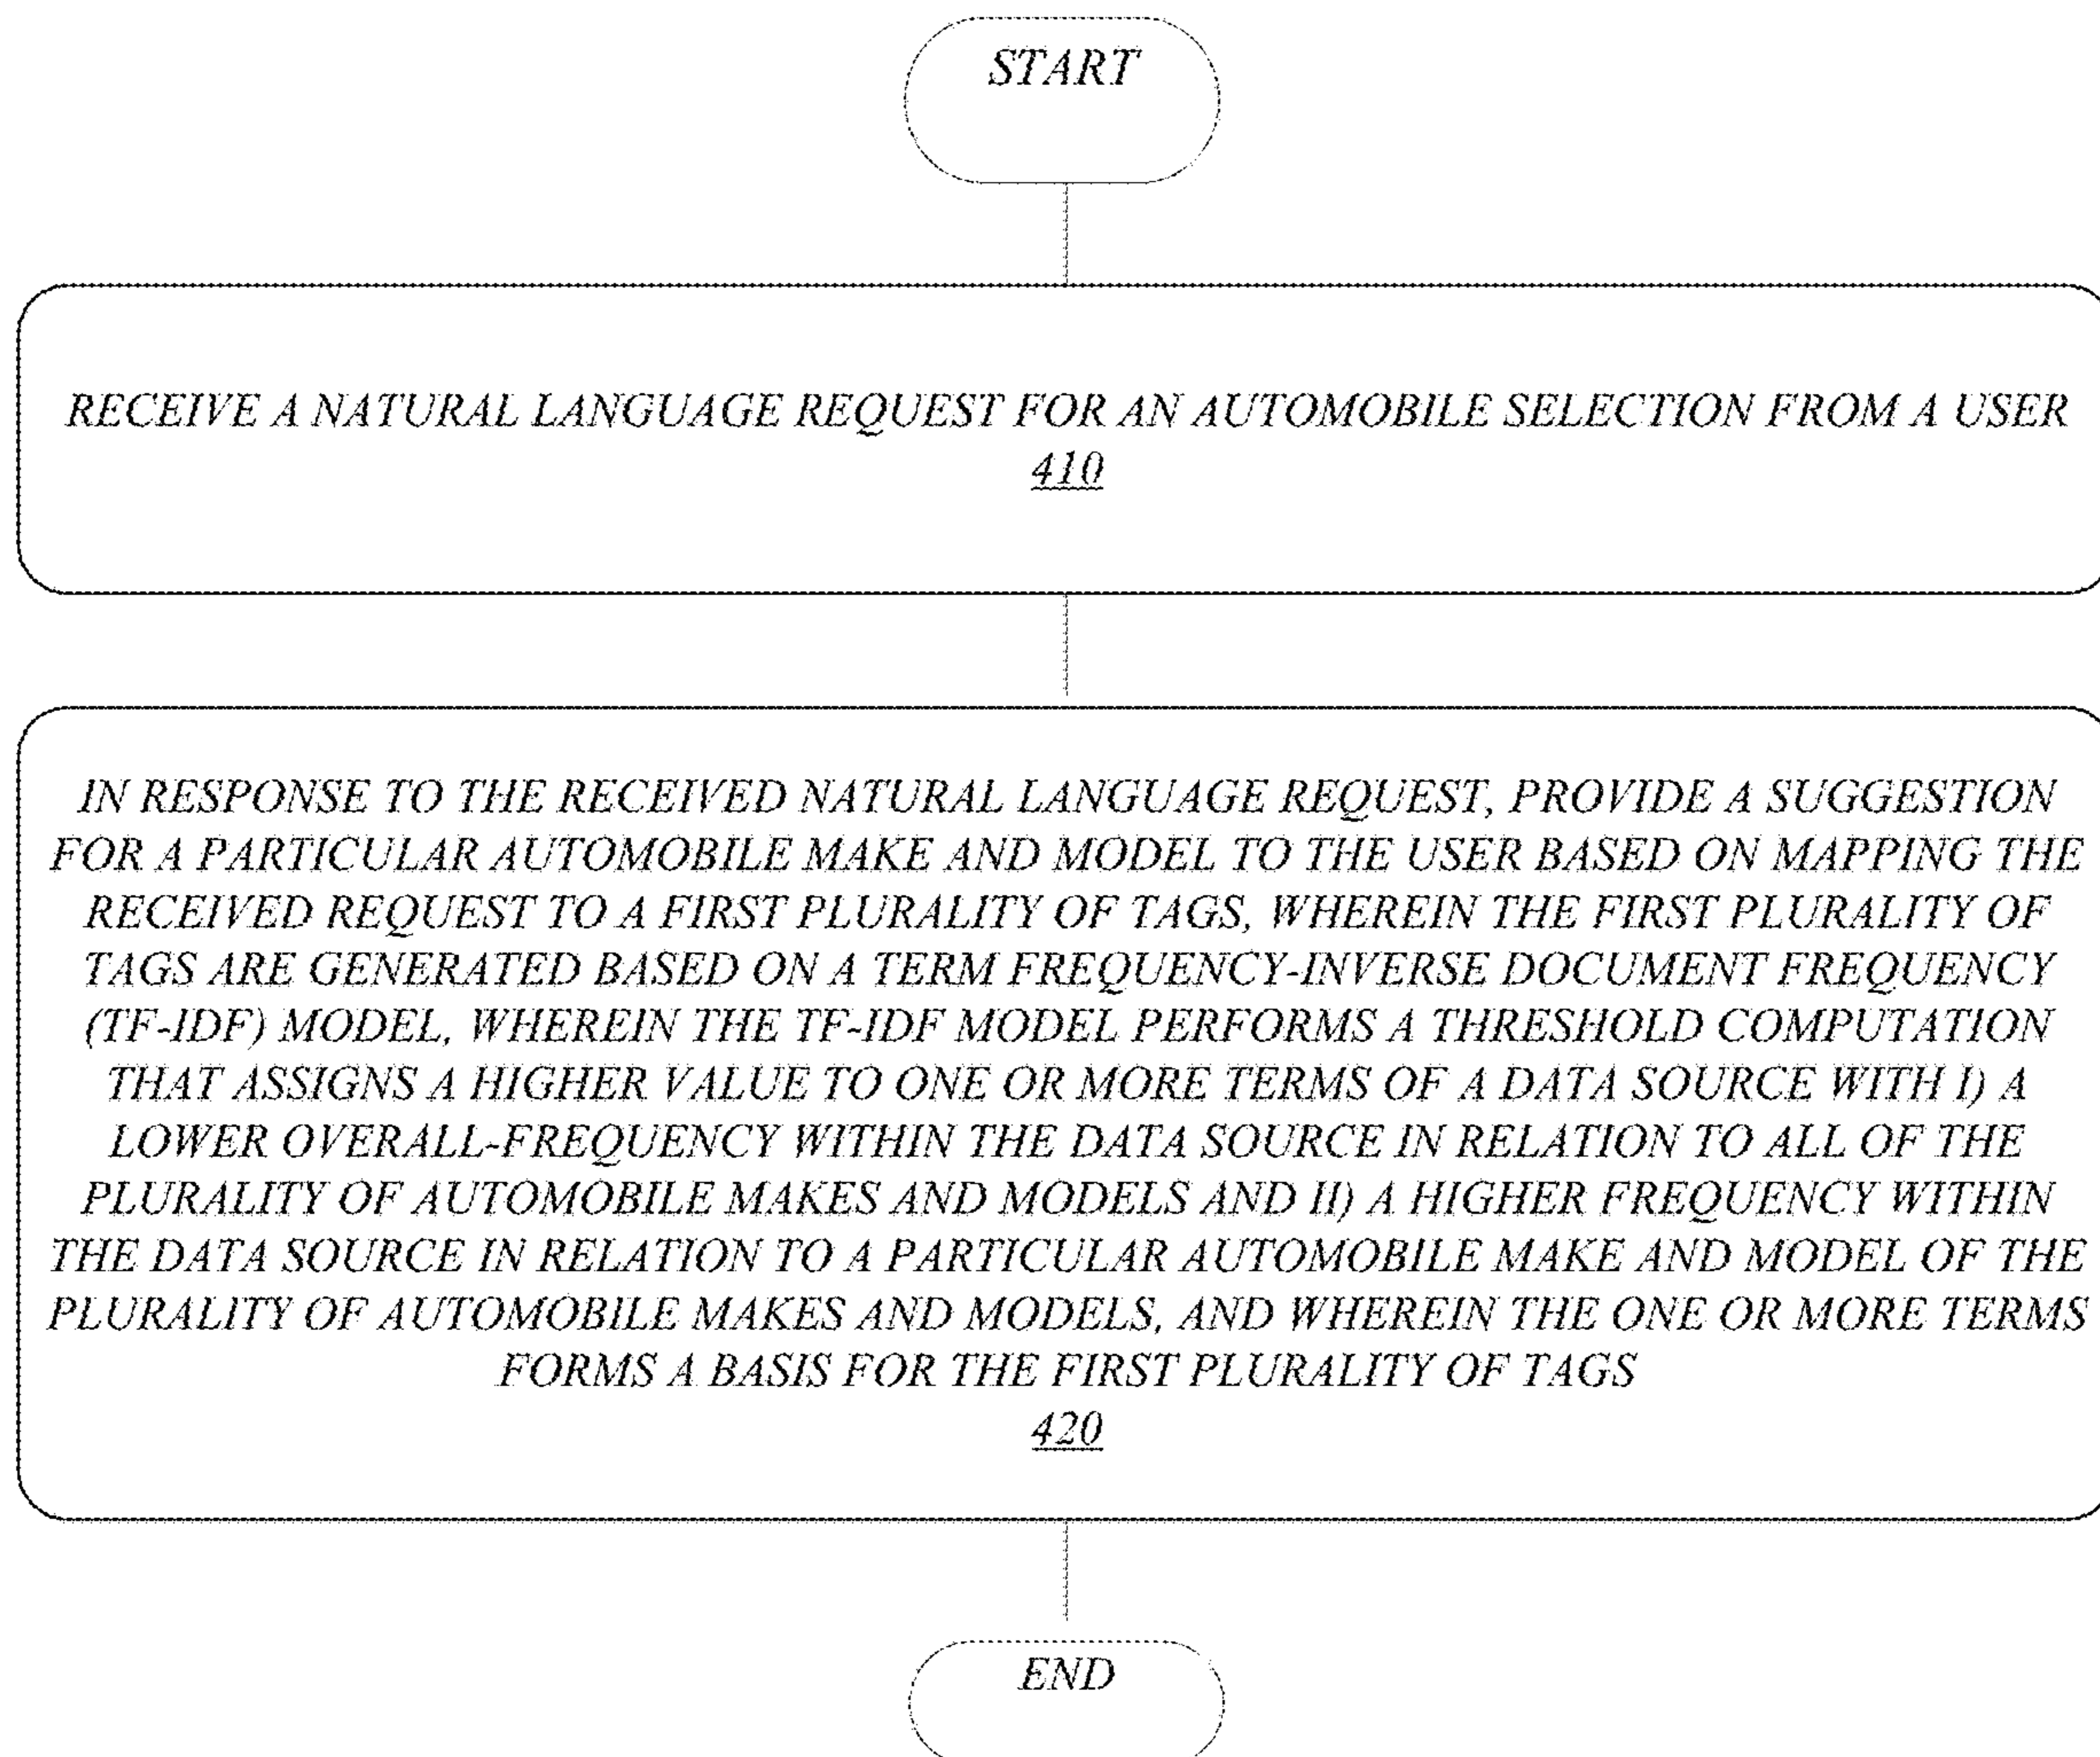 START
RECEIVE A NATURAL LANGUAGE REQUEST FOR AN AUTOMOBILE SELECTION FROM A USER
410
IN RESPONSE TO THE RECEIVED NATURAL LANGUAGE REQUEST, PROVIDE A SUGGESTION
FOR A PARTICULAR AUTOMOBILE MAKE AND MODEL TO THE USER BASED ON MAPPING THE
RECEIVED REQUEST TO A FIRST PLURALITY OF TAGS, WHEREIN THE FIRST PLURALITY OF
TAGS ARE GENERATED BASED ON A TERM FREQUENCY-INVERSE DOCUMENT FREQUENCY
(TF-IDF) MODEL, WHEREIN THE TF-IDF MODEL PERFORMS A THRESHOLD COMPUTATION
THAT ASSIGNS A HIGHER VALUE TO ONE OR MORE TERMS OF A DATA SOURCE WITH I) A
LOWER OVERALL-FREQUENCY WITHIN THE DATA SOURCE IN RELATION TO ALL OF THE
PLURALITY OF AUTOMOBILE MAKES AND MODELS AND II) A HIGHER FREQUENCY WITHIN
THE DATA SOURCE IN RELATION TO A PARTICULAR AUTOMOBILE MAKE AND MODEL OF THE
PLURALITY OF AUTOMOBILE MAKES AND MODELS, AND WHEREIN THE ONE OR MORE TERMS
FORMS A BASIS FOR THE FIRST PLURALITY OF TAGS
420
END